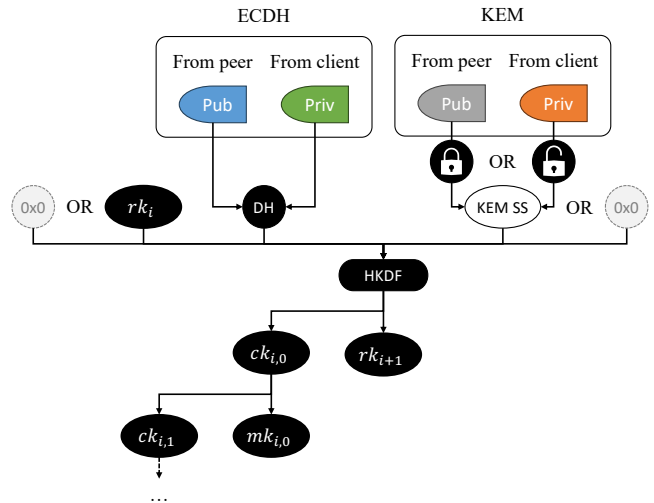 ECDH
KEM
From peer From client
From peer From client
Pub Priv
Pub Priv
OR
0x0 OR rk_i
DH
KEM SS OR 0x0
HKDF
ck_{i,0} rk_{i+1}
ck_{i,1} mk_{i,0}
...